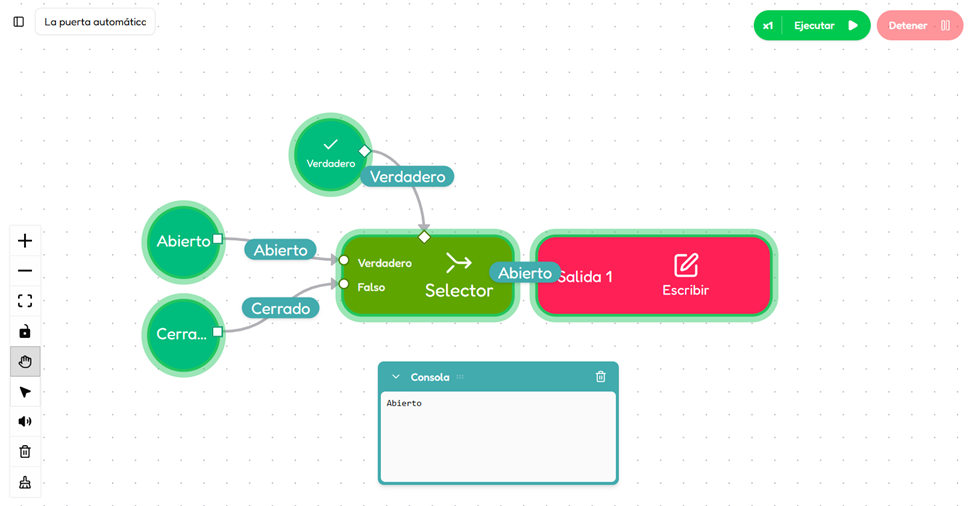 La puerta automáticc
x1 Ejecutar
Detener
Verdadero
Verdadero
Abierto
Abierto
Cerra...
Cerrado
Verdadero
Falso
Selector
Abierto
Salida 1
Escribir
Consola
Abierto